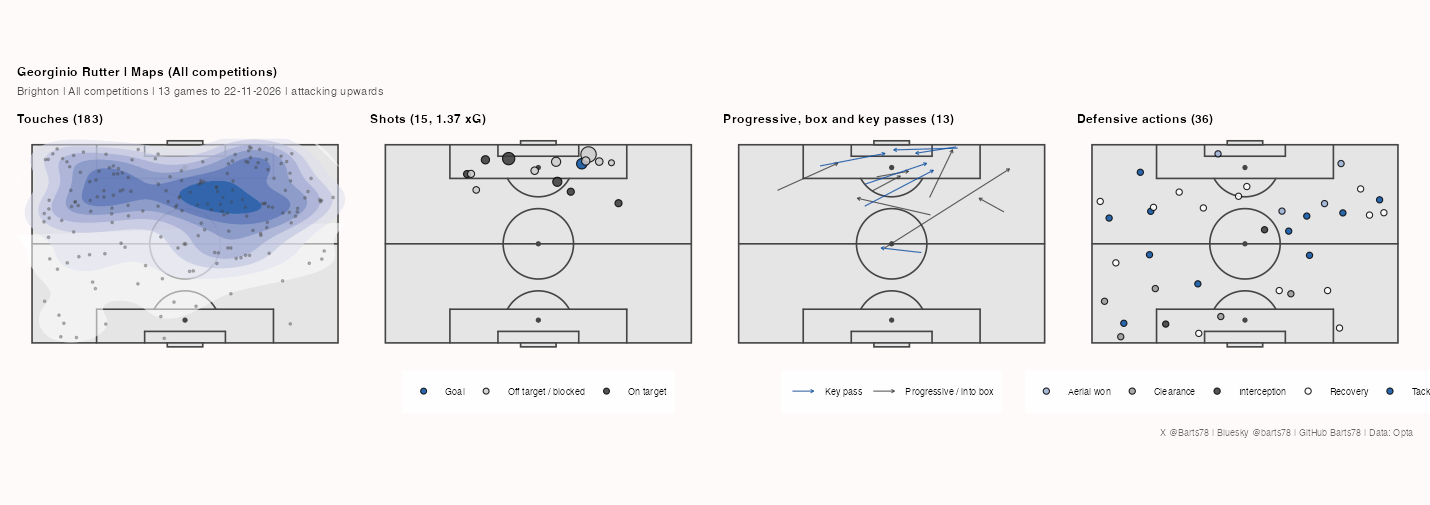 Georginio Rutter | Maps (All competitions)
Brighton | All competitions | 13 games to 22-11-2026 | attacking upwards
Touches (183)
Shots (15, 1.37 xG)
Progressive, box and key passes (13)
Defensive actions (36)
Goal
Off target / blocked
On target
Key pass
Progressive / into box
Aerial won
Clearance
Interception
Recovery
Tack
X @Barts78 | Bluesky @barts78 | GitHub Barts78 | Data: Opta